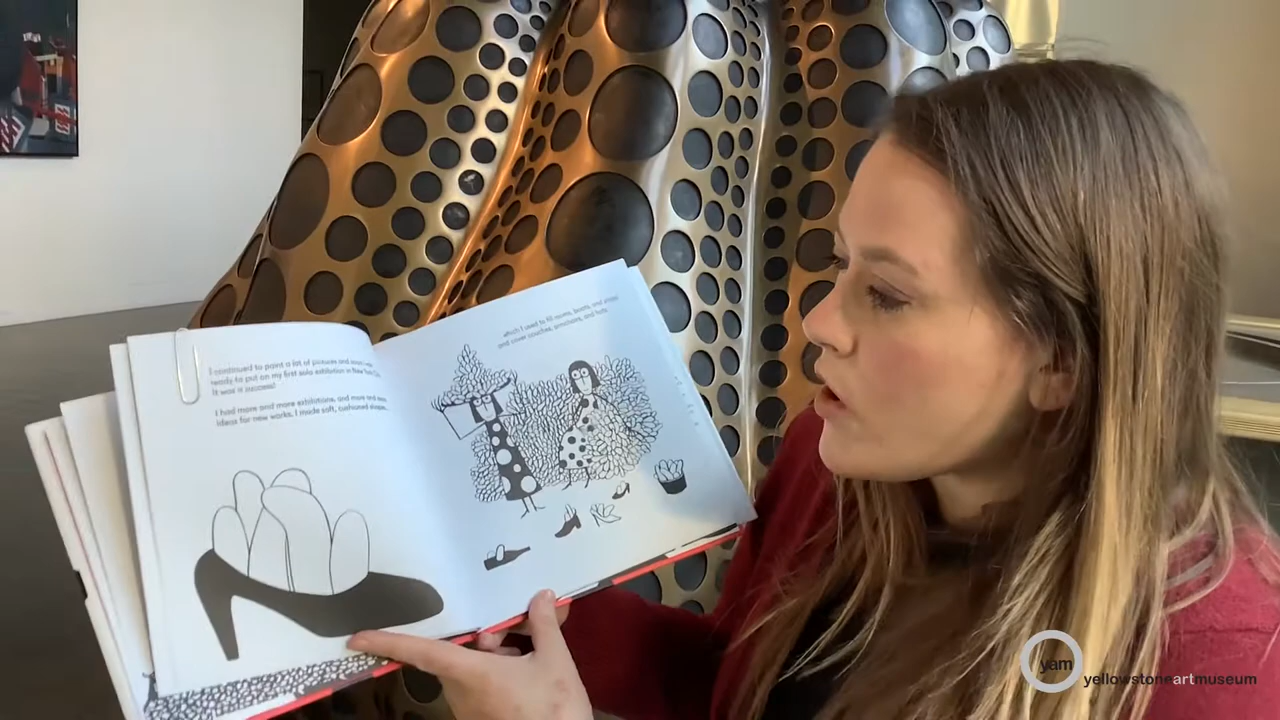 I continued to paint a lot of pictures and soon was
ready to put on my first solo exhibition in New York City.
It was a success!
I had more and more exhibitions, and more and more
ideas for new works. I made soft, cushioned shapes,
which I used to fill rooms, boats, and shoes
and cover couches, armchairs, and hats.
yam
yellowstoneartmuseum